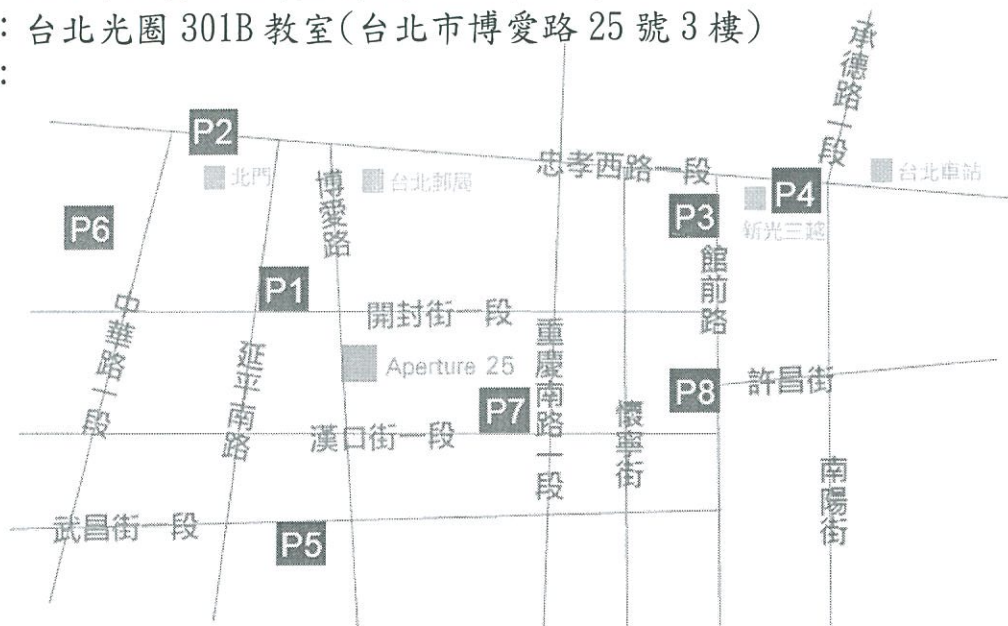 ：台北光圈 301B 教室(台北市博愛路 25 號 3 樓)
：
承德路一段
P2
忠孝西路一段
台北車站
北門
博愛路
台北郵局
P4
P3
新光三越
P6
館前路
P1
中華路一段
開封街一段
重慶南路一段
延平南路
Aperture 25
P8
許昌街
P7
懷寧街
漢口街一段
南陽街
武昌街一段
P5